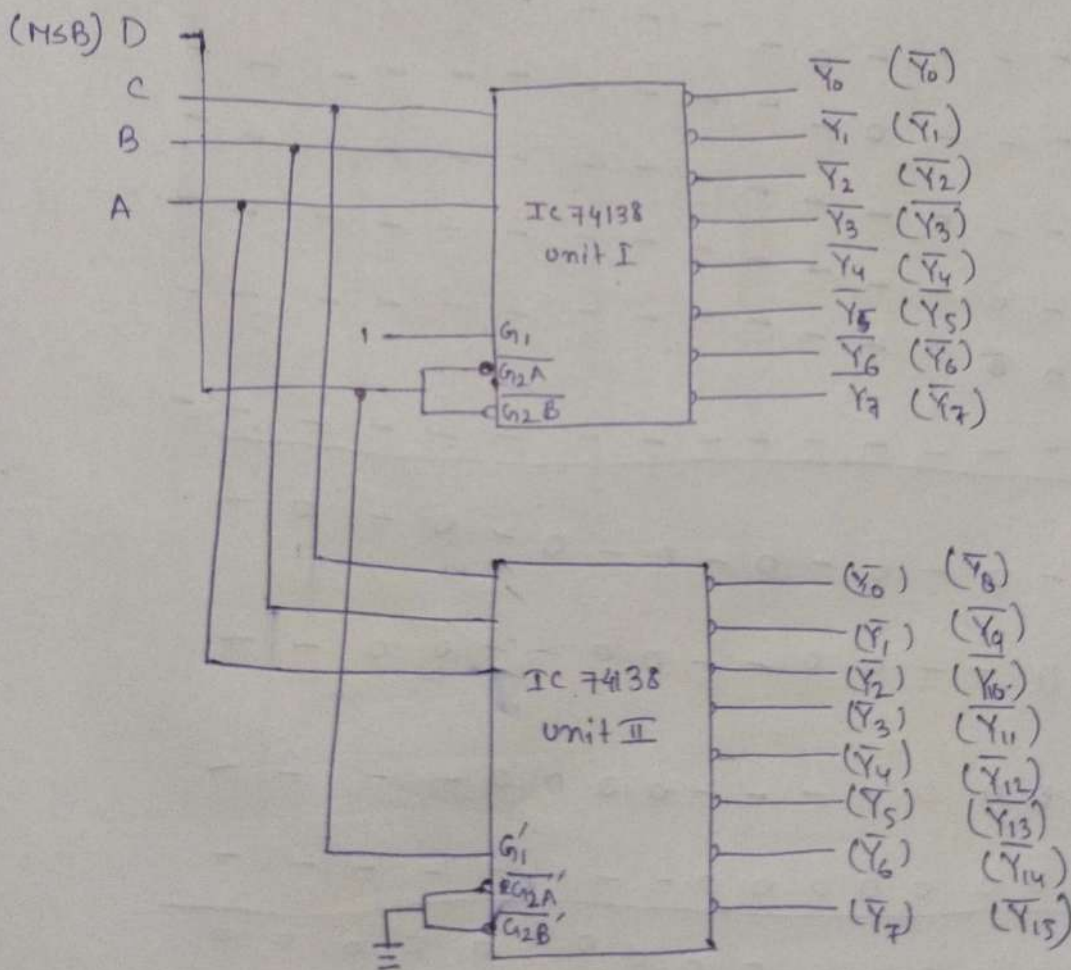 (MSB) D
C
B
A
IC 74138
unit I
1
G1
G2A
G2B
Y0 (Y0)
Y1 (Y1)
Y2 (Y2)
Y3 (Y3)
Y4 (Y4)
Y5 (Y5)
Y6 (Y6)
Y7 (Y7)
IC 74138
unit II
G1'
G2A'
G2B'
(Y0) (Y8)
(Y1) (Y9)
(Y2) (Y10)
(Y3) (Y11)
(Y4) (Y12)
(Y5) (Y13)
(Y6) (Y14)
(Y7) (Y15)